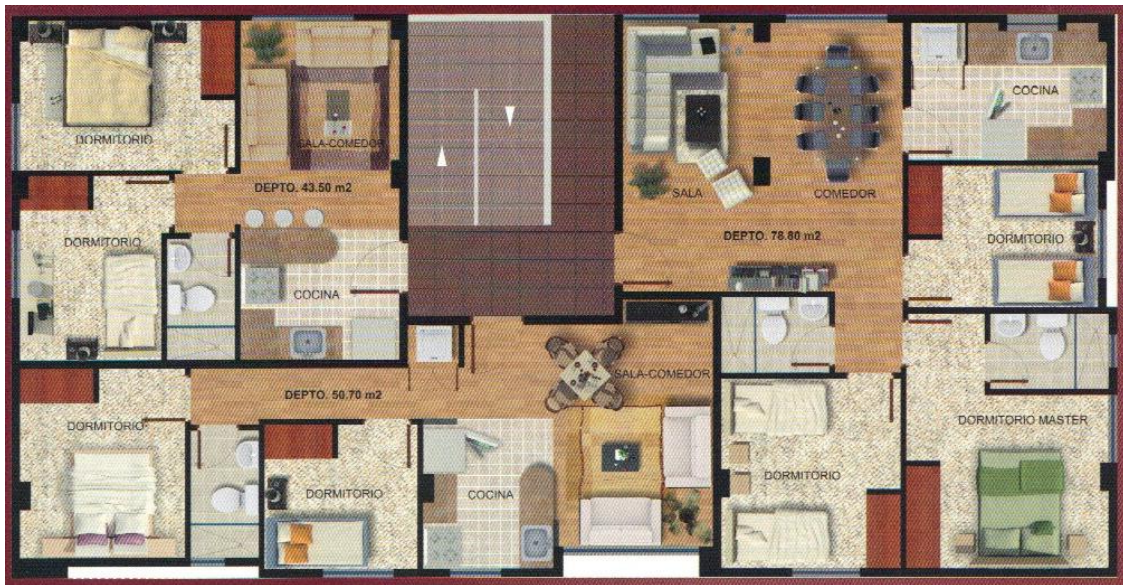 DORMITORIO
SALA-COMEDOR
DEPTO. 43.50 m2
DORMITORIO
COCINA
SALA
COMEDOR
COCINA
DEPTO. 78.80 m2
DORMITORIO
DORMITORIO
DEPTO. 50.70 m2
SALA-COMEDOR
DORMITORIO
COCINA
DORMITORIO
DORMITORIO MASTER